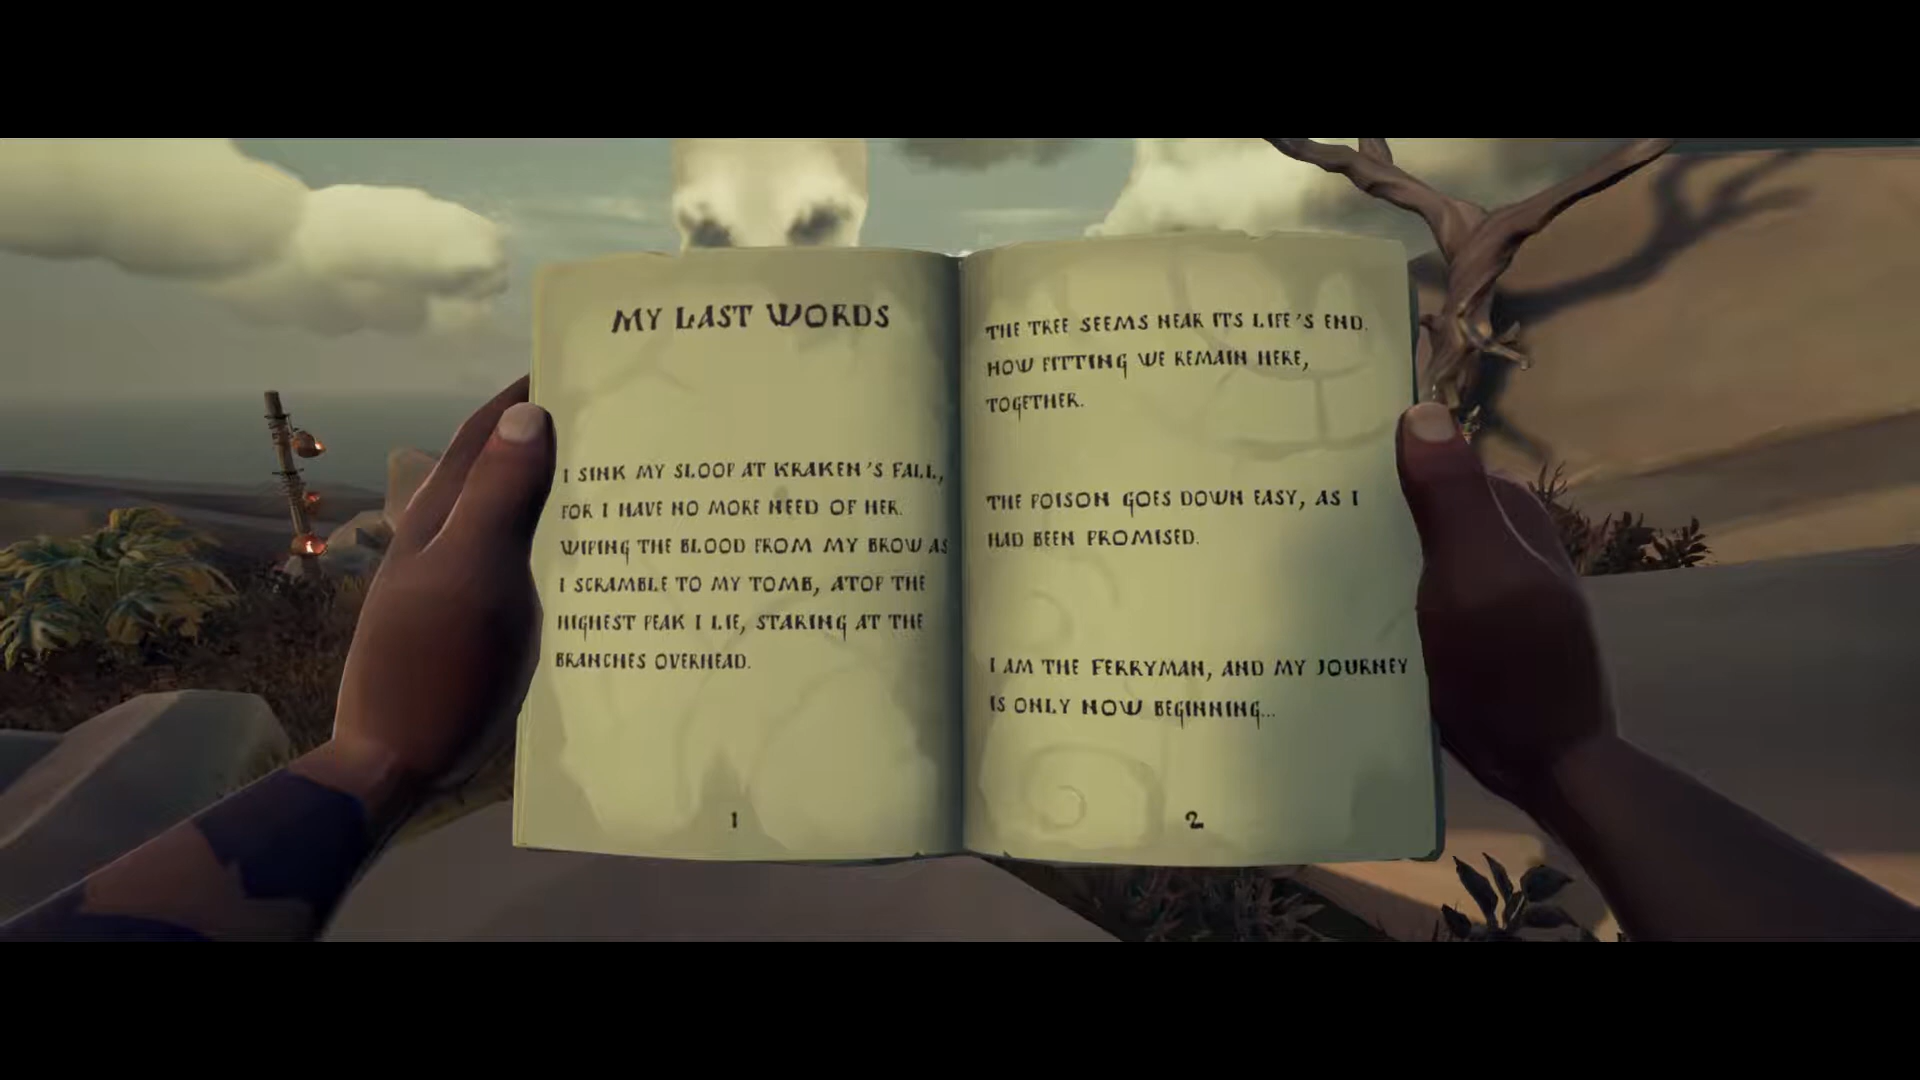 MY LAST WORDS
I SINK MY SLOOP AT KRAKEN'S FALL,
FOR I HAVE NO MORE NEED OF HER.
WIPING THE BLOOD FROM MY BROW AS
I SCRAMBLE TO MY TOMB, ATOP THE
HIGHEST PEAK I LIE, STARING AT THE
BRANCHES OVERHEAD.
1
THE TREE SEEMS NEAR ITS LIFE'S END.
HOW FITTING WE REMAIN HERE,
TOGETHER.
THE POISON GOES DOWN EASY, AS I
HAD BEEN PROMISED.
I AM THE FERRYMAN, AND MY JOURNEY
IS ONLY NOW BEGINNING...
2